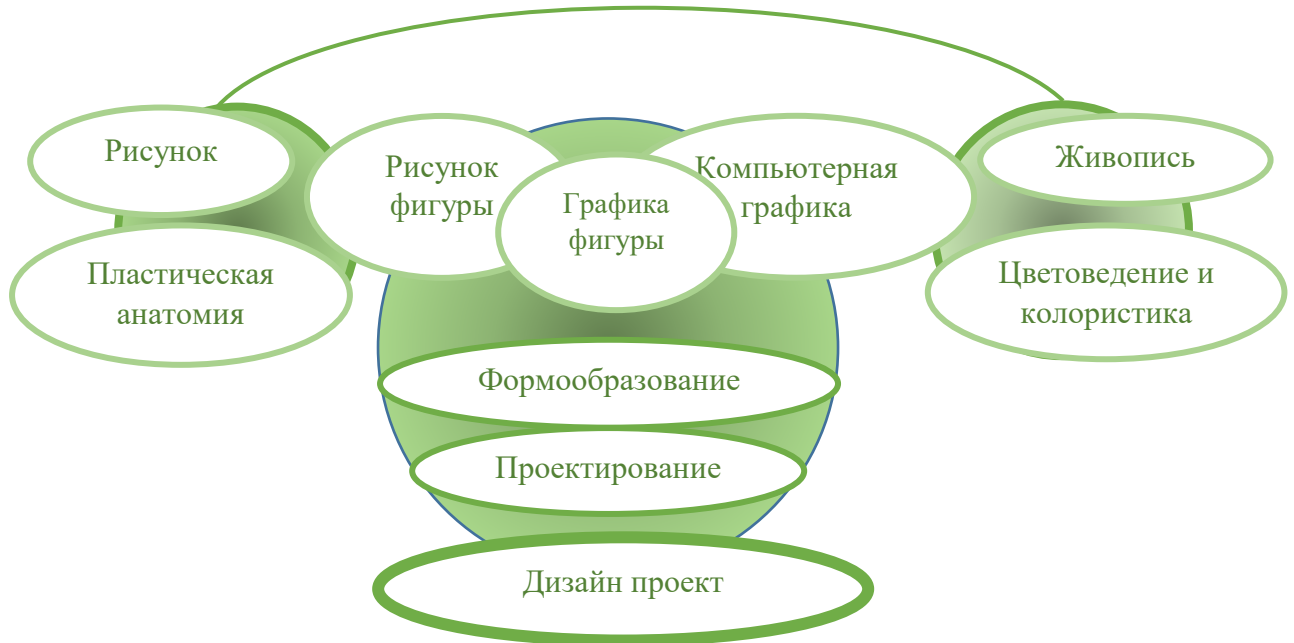 Рисунок
Пластическая
анатомия
Рисунок
фигуры
Графика
фигуры
Компьютерная
графика
Живопись
Цветоведение и
колористика
Формообразование
Проектирование
Дизайн проект